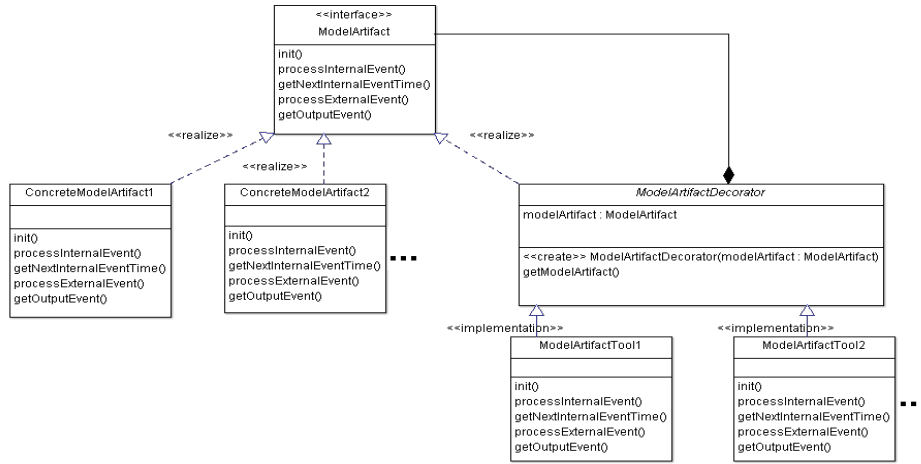 <<interface>>
ModelArtifact
init()
processInternalEvent()
getNextInternalEventTime()
processExternalEvent()
getOutputEvent()
<<realize>>
<<realize>>
<<realize>>
ConcreteModelArtifact1
init()
processInternalEvent()
getNextInternalEventTime()
processExternalEvent()
getOutputEvent()
ConcreteModelArtifact2
init()
processInternalEvent()
getNextInternalEventTime()
processExternalEvent()
getOutputEvent()
ModelArtifactDecorator
modelArtifact : ModelArtifact
<<create>> ModelArtifactDecorator(modelArtifact : ModelArtifact)
getModelArtifact()
<<implementation>>
<<implementation>>
ModelArtifactTool1
init()
processInternalEvent()
getNextInternalEventTime()
processExternalEvent()
getOutputEvent()
ModelArtifactTool2
init()
processInternalEvent()
getNextInternalEventTime()
processExternalEvent()
getOutputEvent()